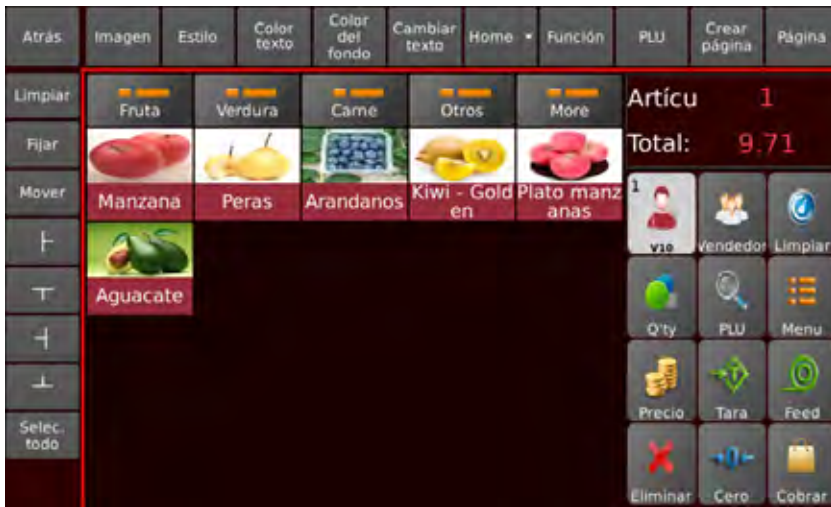 Atrás
Imagen
Estilo
Color
texto
Color
del
fondo
Cambiar
texto
Home
Función
PLU
Crear
página
Página
Limpiar
Fijar
Mover
Selec.
todo
Fruta
Verdura
Carne
Otros
More
Manzana
Peras
Arandanos
Kiwi - Gold
en
Plato manz
anas
Aguacate
Artícu 1
Total: 9.71
1
V10
Vendedor
Limpiar
Q'ty
PLU
Menu
Precio
Tara
Feed
Eliminar
Cero
Cobrar